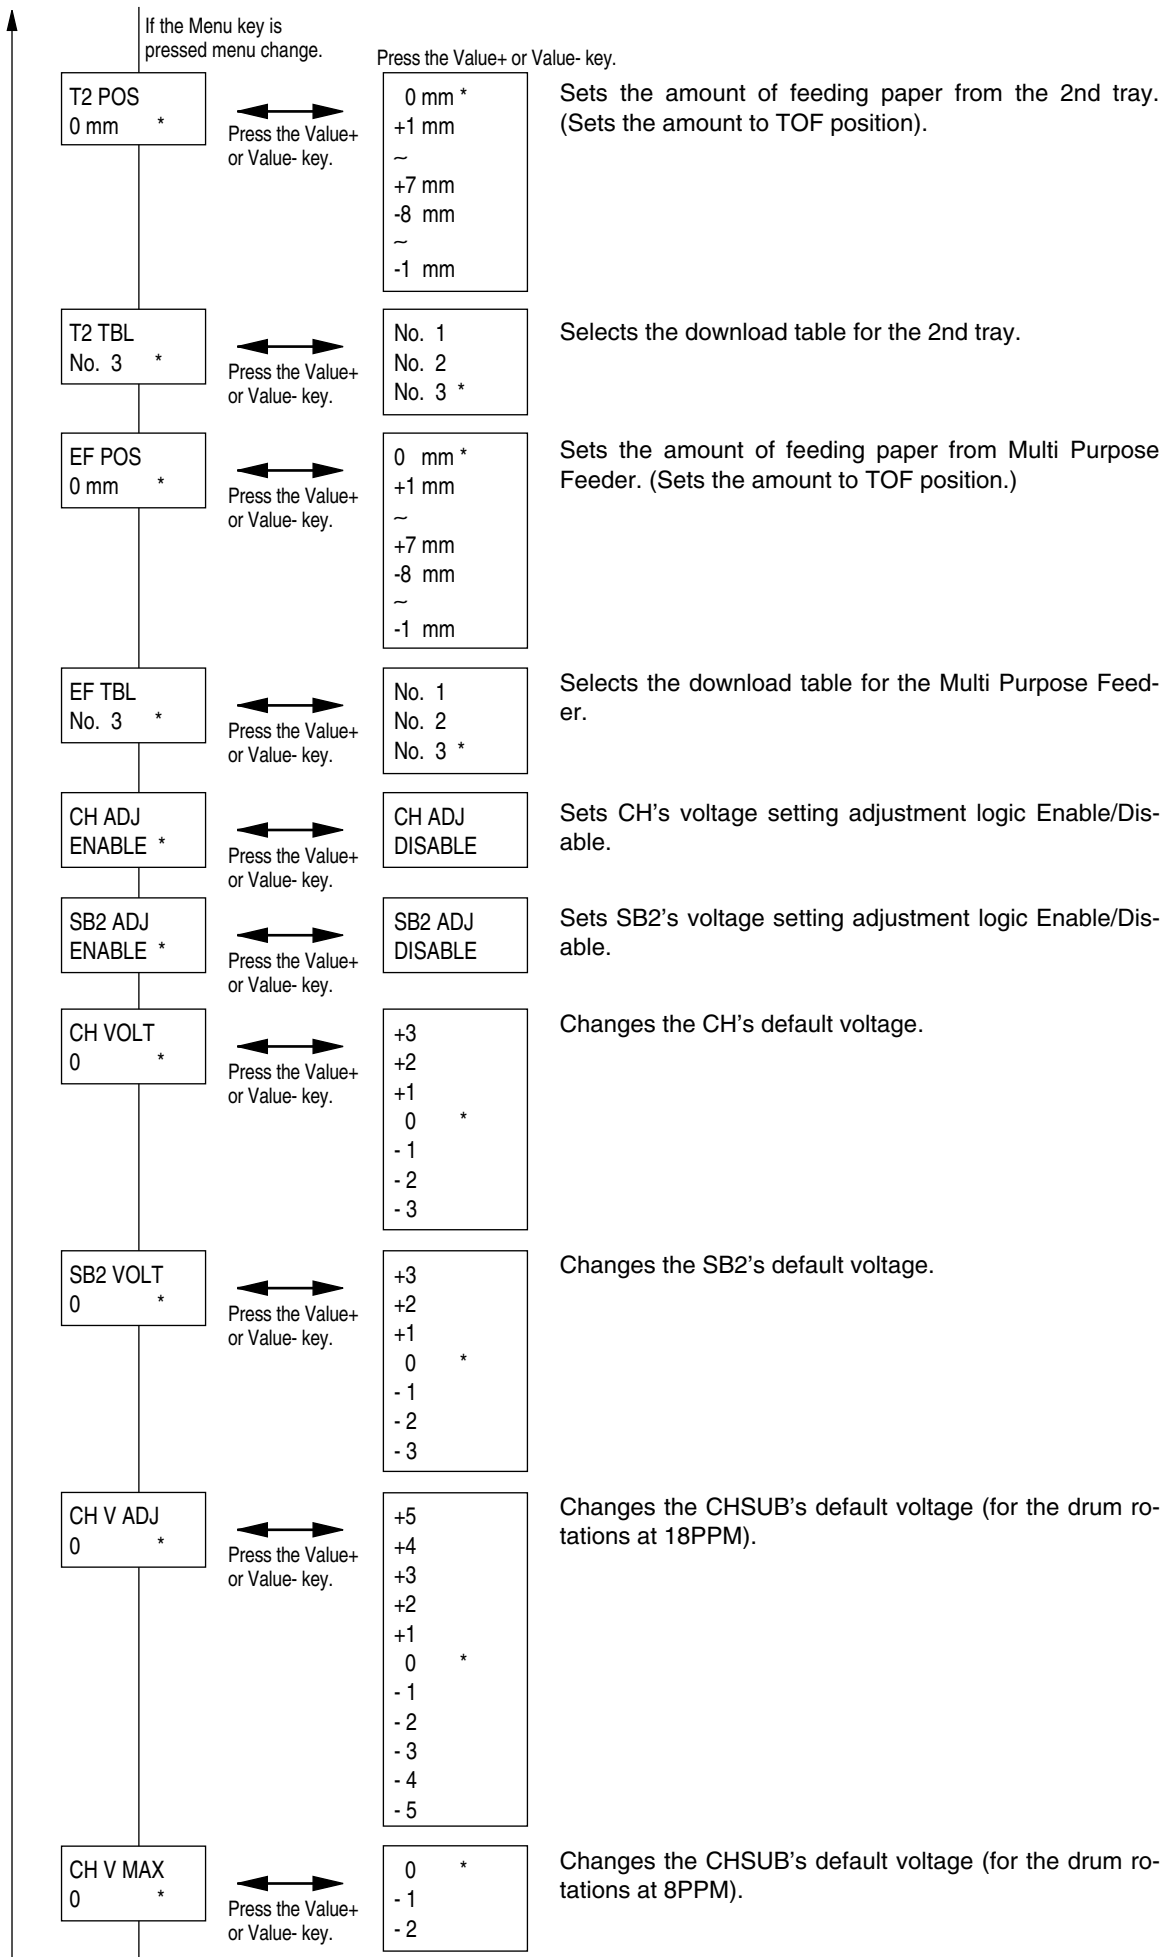 If the Menu key is
pressed menu change.
Press the Value+ or Value- key.
T2 POS
0 mm *
Press the Value+
or Value- key.
0 mm *
+1 mm
~
+7 mm
-8 mm
~
-1 mm
Sets the amount of feeding paper from the 2nd tray.
(Sets the amount to TOF position).
T2 TBL
No. 3 *
Press the Value+
or Value- key.
No. 1
No. 2
No. 3 *
Selects the download table for the 2nd tray.
EF POS
0 mm *
Press the Value+
or Value- key.
0 mm *
+1 mm
~
+7 mm
-8 mm
~
-1 mm
Sets the amount of feeding paper from Multi Purpose
Feeder. (Sets the amount to TOF position.)
EF TBL
No. 3 *
Press the Value+
or Value- key.
No. 1
No. 2
No. 3 *
Selects the download table for the Multi Purpose Feed-
er.
CH ADJ
ENABLE *
Press the Value+
or Value- key.
CH ADJ
DISABLE
Sets CH's voltage setting adjustment logic Enable/Dis-
able.
SB2 ADJ
ENABLE *
Press the Value+
or Value- key.
SB2 ADJ
DISABLE
Sets SB2's voltage setting adjustment logic Enable/Dis-
able.
CH VOLT
0 *
Press the Value+
or Value- key.
+3
+2
+1
0 *
- 1
- 2
- 3
Changes the CH's default voltage.
SB2 VOLT
0 *
Press the Value+
or Value- key.
+3
+2
+1
0 *
- 1
- 2
- 3
Changes the SB2's default voltage.
CH V ADJ
0 *
Press the Value+
or Value- key.
+5
+4
+3
+2
+1
0 *
- 1
- 2
- 3
- 4
- 5
Changes the CHSUB's default voltage (for the drum ro-
tations at 18PPM).
CH V MAX
0 *
Press the Value+
or Value- key.
0 *
- 1
- 2
Changes the CHSUB's default voltage (for the drum ro-
tations at 8PPM).